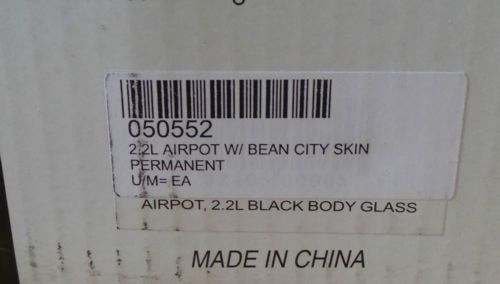 050552
2.2L AIRPOT W/ BEAN CITY SKIN
PERMANENT
U/M= EA
AIRPOT, 2.2L BLACK BODY GLASS
MADE IN CHINA